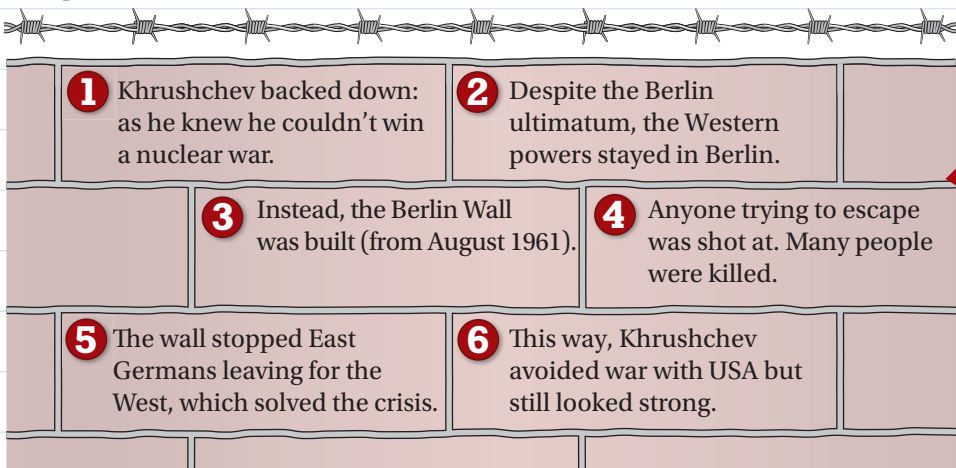 1 Khrushchev backed down:
as he knew he couldn't win
a nuclear war.
2 Despite the Berlin
ultimatum, the Western
powers stayed in Berlin.
3 Instead, the Berlin Wall
was built (from August 1961).
4 Anyone trying to escape
was shot at. Many people
were killed.
5 The wall stopped East
Germans leaving for the
West, which solved the crisis.
6 This way, Khrushchev
avoided war with USA but
still looked strong.